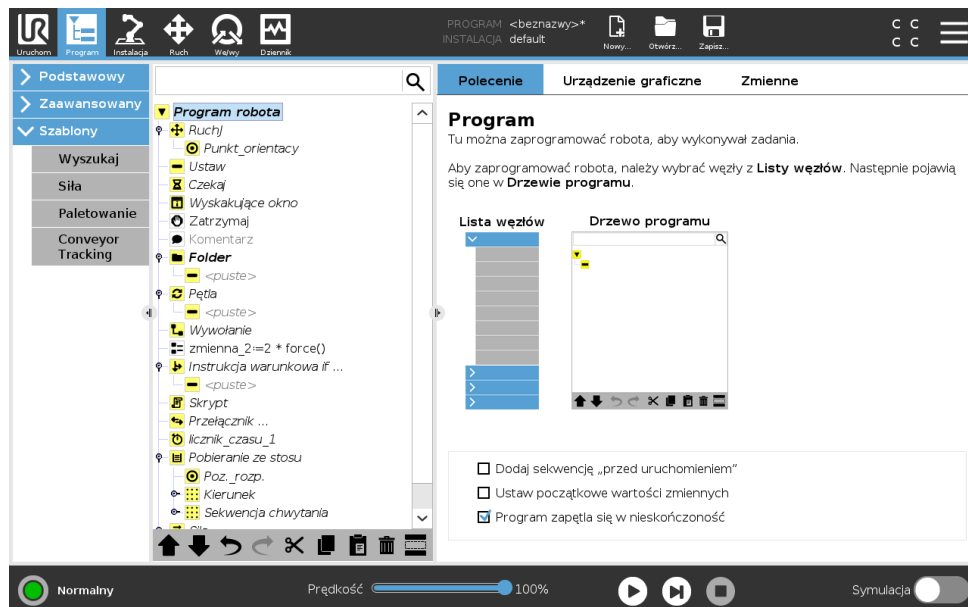 UR
Uruchom
Program
Instalacja
Ruch
We/wy
Dziennik
PROGRAM <beznazwy>*
INSTALACJA default
Nowy...
Otwórz...
Zapisz...
C C
C C
Podstawowy
Zaawansowany
Szablony
Wyszukaj
Siła
Paletowanie
Conveyor
Tracking
Program robota
RuchJ
Punkt_orientacy
Ustaw
Czekaj
Wyskakujące okno
Zatrzymaj
Komentarz
Folder
<puste>
Pętla
<puste>
Wywołanie
zmienna_2:=2 * force()
Instrukcja warunkowa if ...
<puste>
Skrypt
Przełącznik ...
licznik_czasu_1
Pobieranie ze stosu
Poz._rozp.
Kierunek
Sekwencja chwytania
Polecenie
Urządzenie graficzne
Zmienne
Program
Tu można zaprogramować robota, aby wykonywał zadania.
Aby zaprogramować robota, należy wybrać węzły z Listy węzłów. Następnie pojawią
się one w Drzewie programu.
Lista węzłów
Drzewo programu
Dodaj sekwencję „przed uruchomieniem”
Ustaw początkowe wartości zmiennych
Program zapętla się w nieskończoność
Normalny
Prędkość
100%
Symulacja